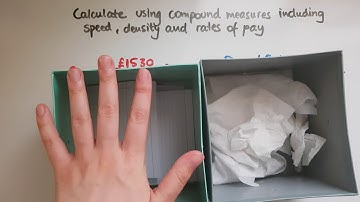 Calculate using compound measures including
speed, density and rates of pay
£1530